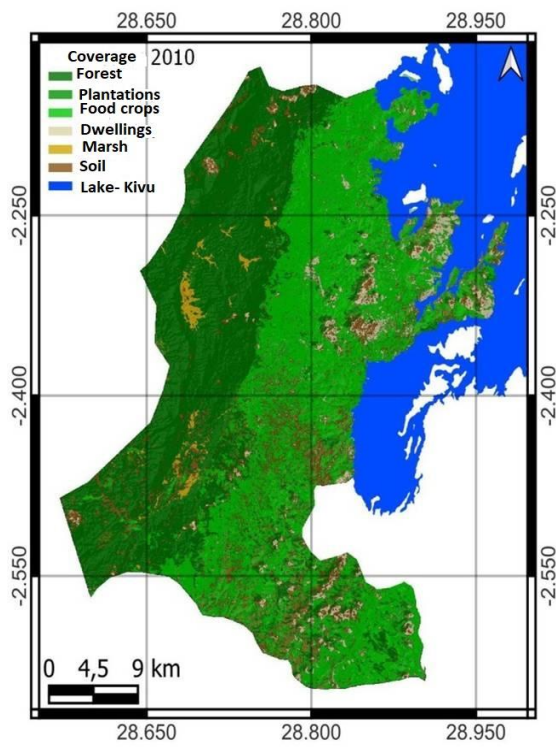 28.650 28.800 28.950
Coverage 2010
Forest
Plantations
Food crops
Dwellings
Marsh
Soil
Lake- Kivu
-2.250 -2.250
-2.400 -2.400
-2.550 -2.550
0 4,5 9 km
28.650 28.800 28.950